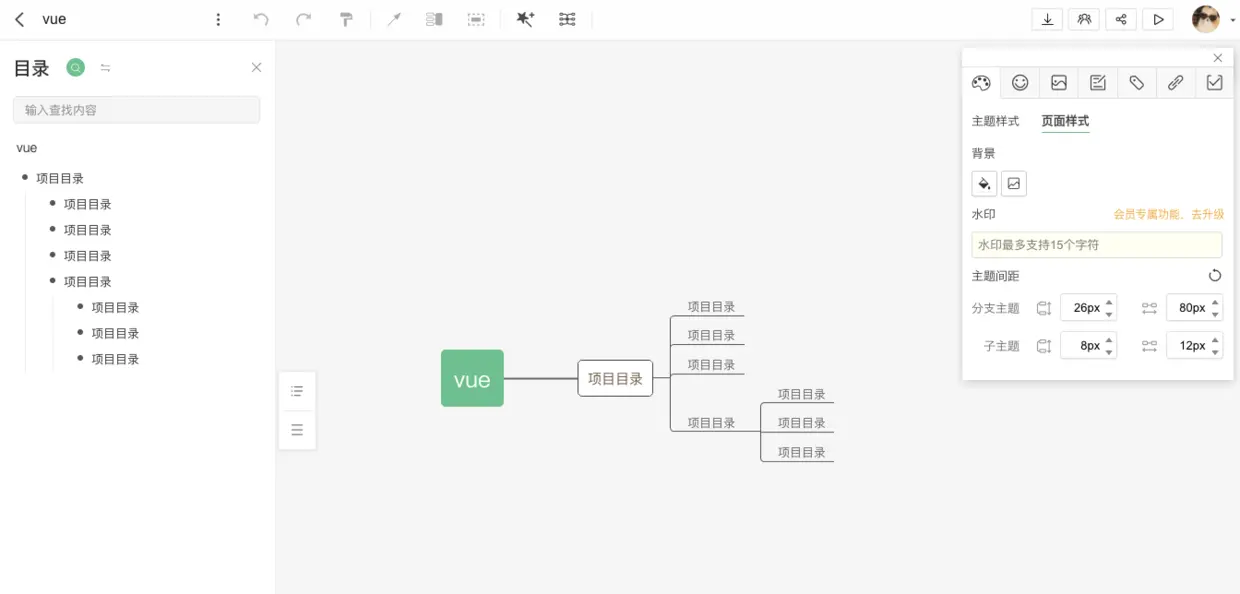 vue
目录
输入查找内容
vue
项目目录
项目目录
项目目录
项目目录
项目目录
项目目录
项目目录
项目目录
vue
项目目录
项目目录
项目目录
项目目录
项目目录
项目目录
项目目录
项目目录
主题样式 页面样式
背景
水印 会员专属功能，去升级
水印最多支持15个字符
主题间距
分支主题 26px 80px
子主题 8px 12px